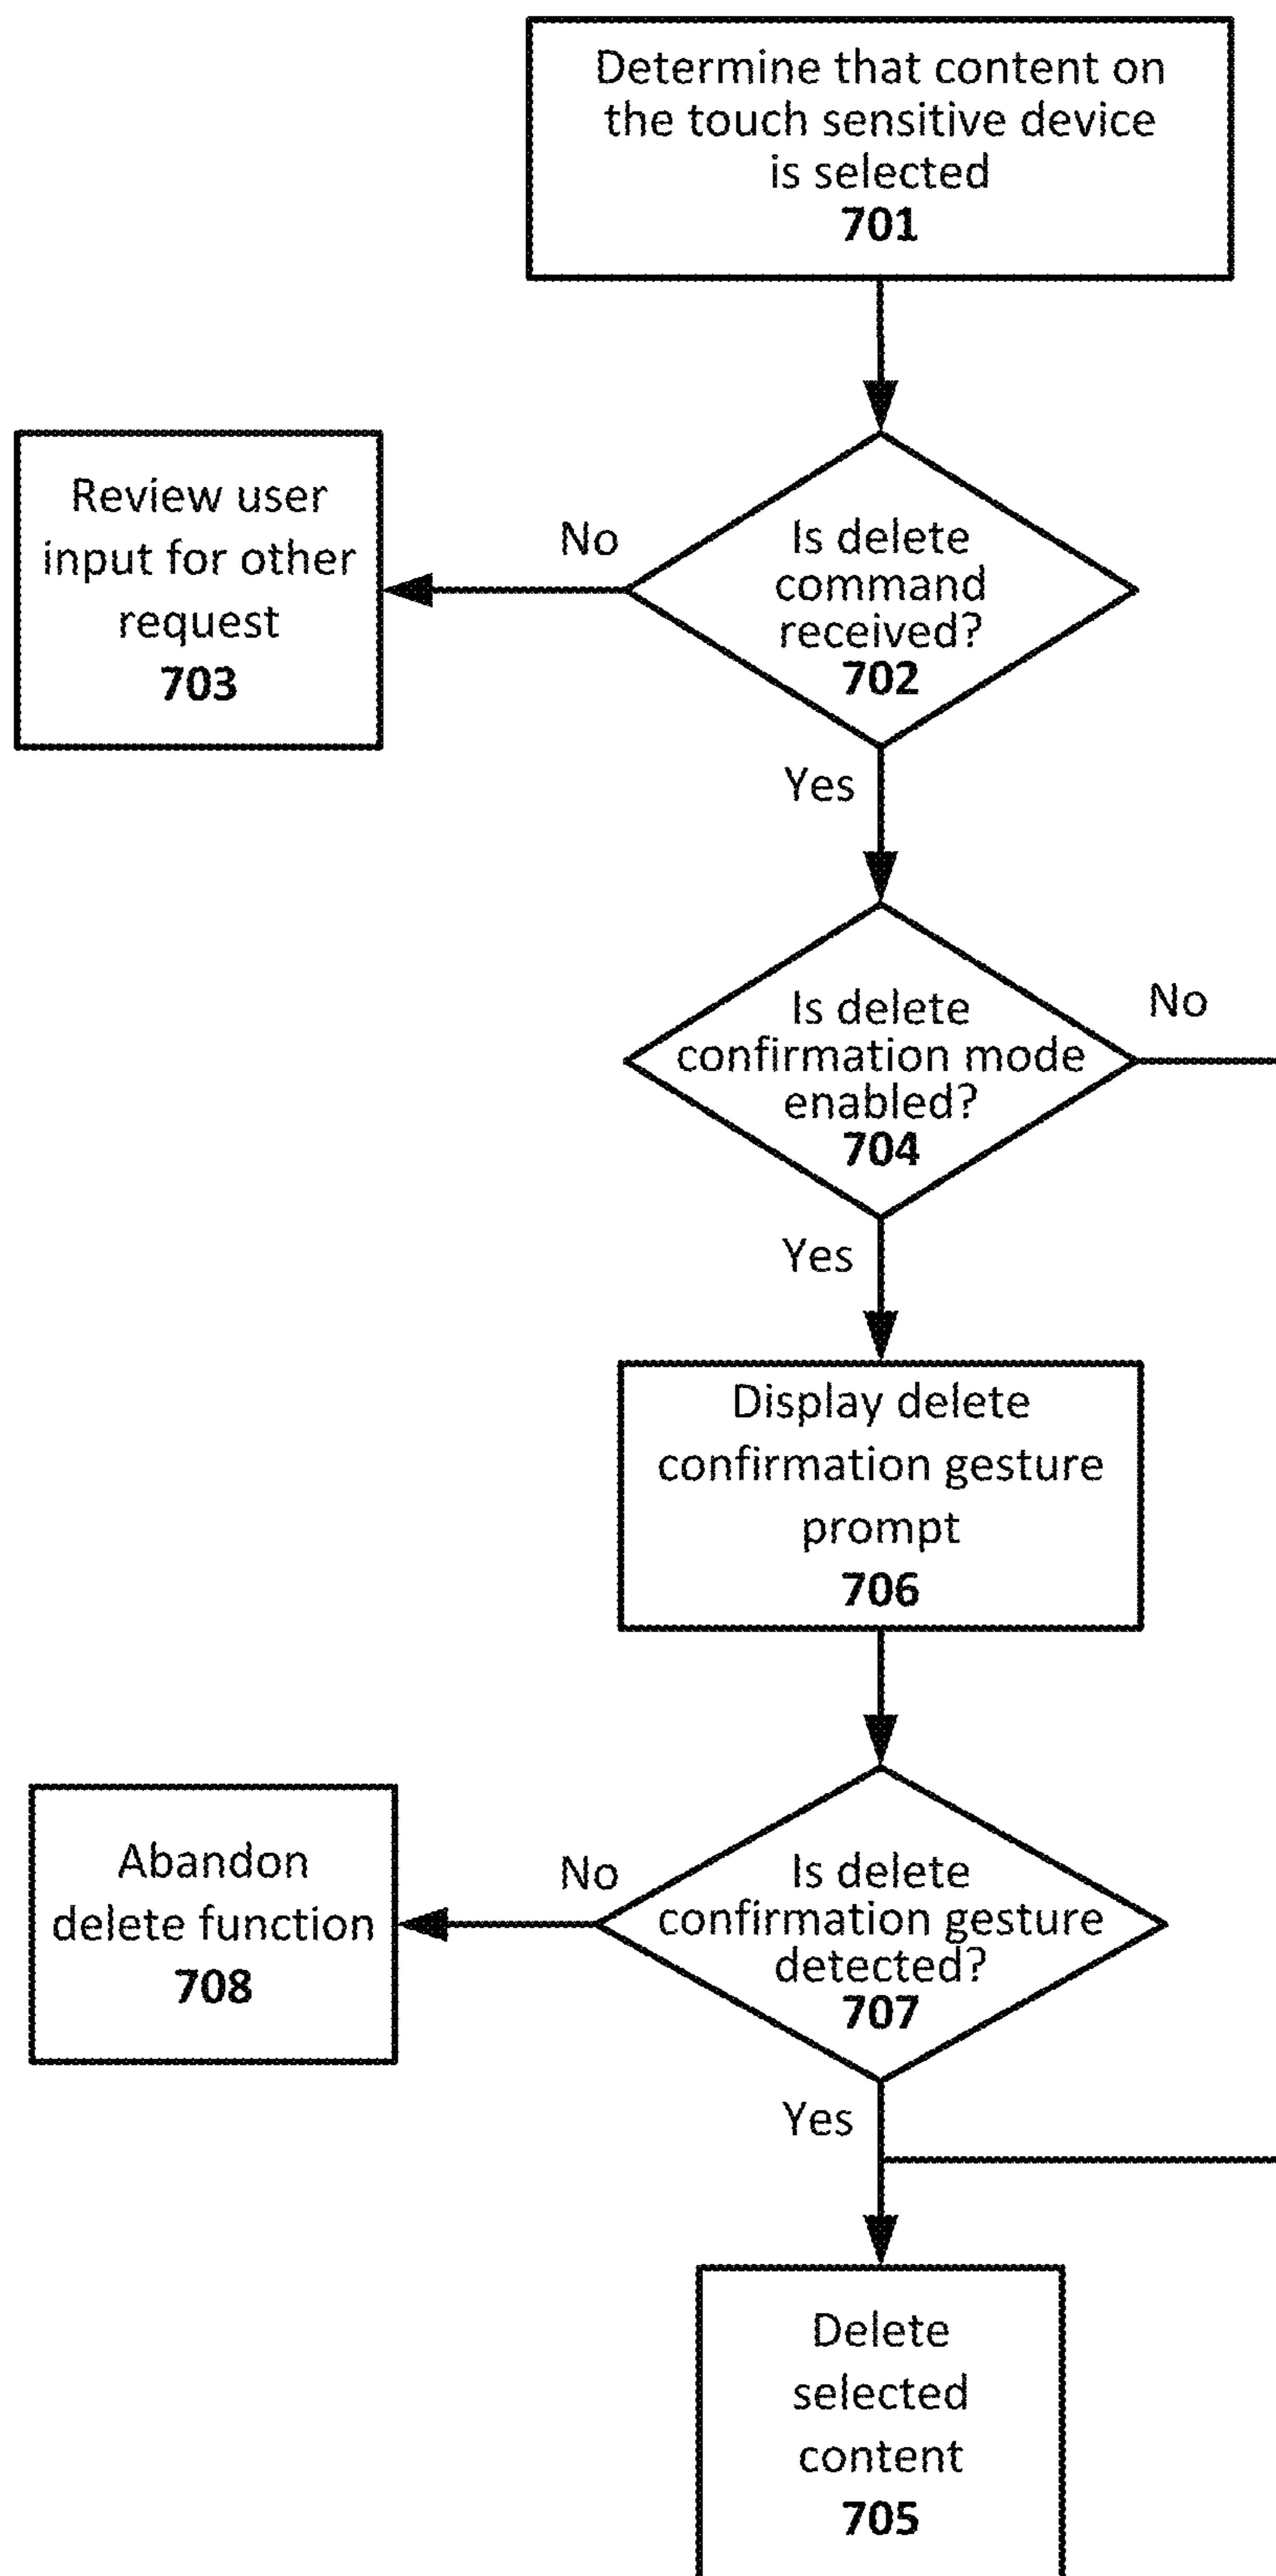 Determine that content on
the touch sensitive device
is selected
701
Review user
input for other
request
703
No
Is delete
command
received?
702
Yes
Is delete
confirmation mode
enabled?
704
No
Yes
Display delete
confirmation gesture
prompt
706
Abandon
delete function
708
No
Is delete
confirmation gesture
detected?
707
Yes
Delete
selected
content
705